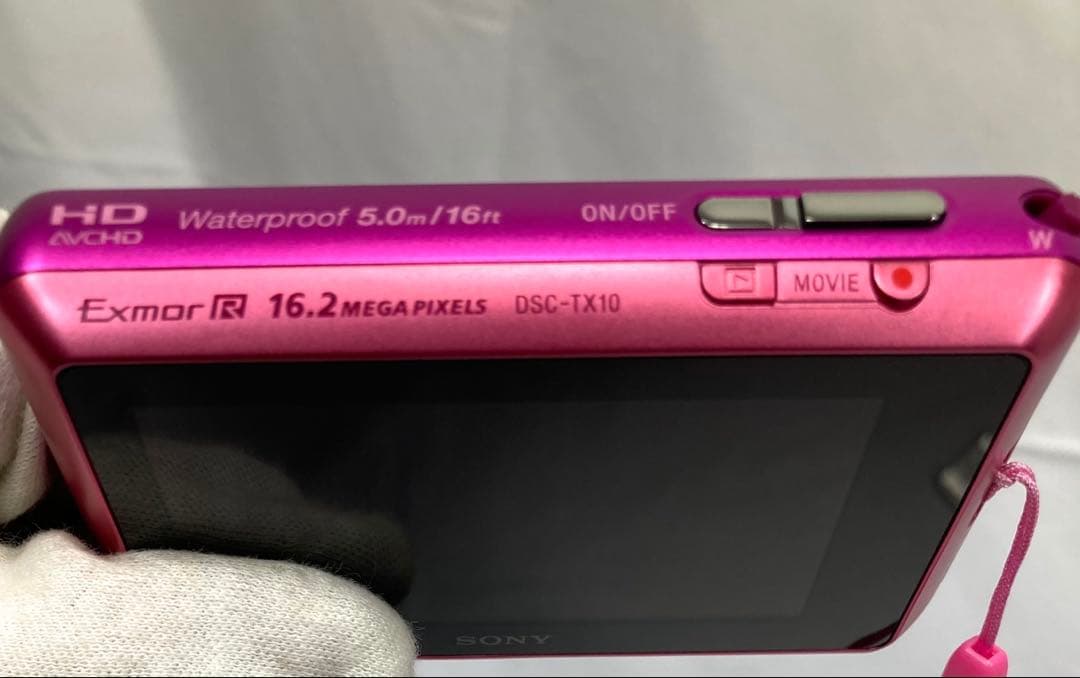 HD
AVCHD
Waterproof 5.0m/16ft
ON/OFF
W
Exmor R 16.2 MEGA PIXELS DSC-TX10
MOVIE
SONY